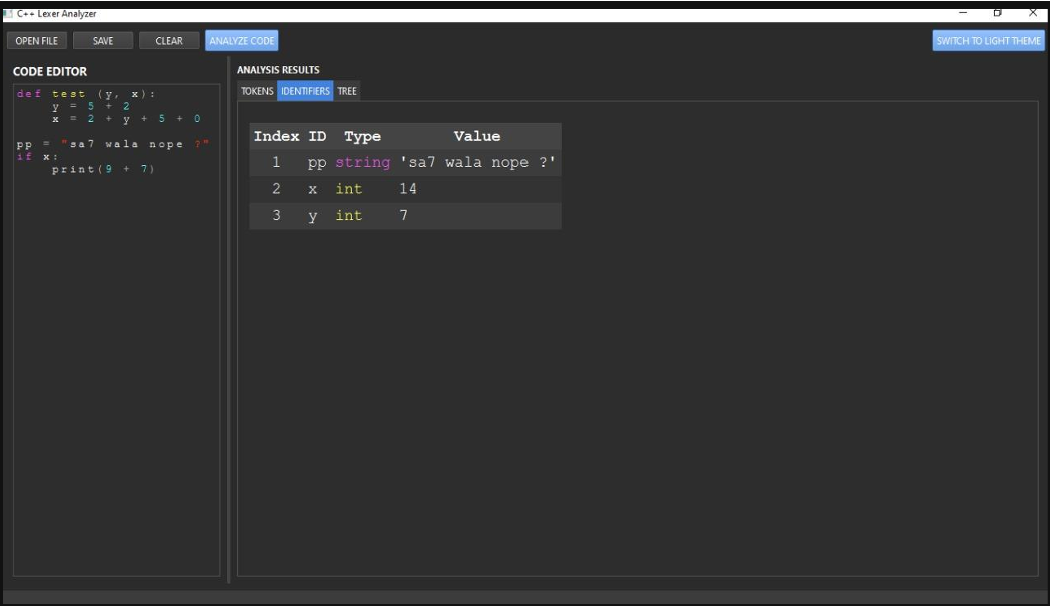 C++ Lexer Analyzer
OPEN FILE SAVE CLEAR ANALYZE CODE SWITCH TO LIGHT THEME
CODE EDITOR
def test (y, x):
    y = 5 + 2
    x = 2 + y + 5 + 0
pp = "sa7 wala nope ?"
if x:
    print(9 + 7)
ANALYSIS RESULTS
TOKENS IDENTIFIERS TREE
Index ID Type Value
1 pp string 'sa7 wala nope ?'
2 x int 14
3 y int 7